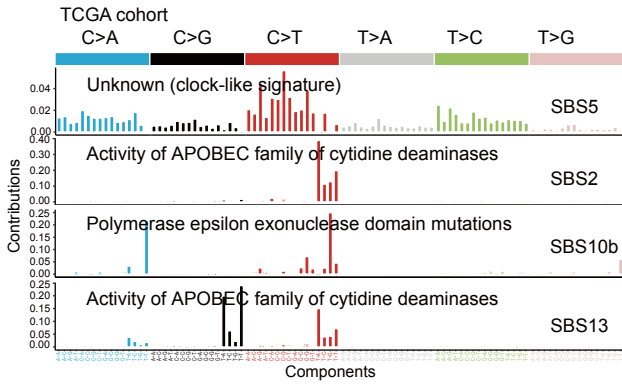 TCGA cohort
C>A C>G C>T T>A T>C T>G
Unknown (clock-like signature)
SBS5
0.04
0.02
0.00
Activity of APOBEC family of cytidine deaminases
SBS2
0.40
0.30
0.20
0.10
0.00
Polymerase epsilon exonuclease domain mutations
SBS10b
0.25
0.20
0.15
0.10
0.05
0.00
Activity of APOBEC family of cytidine deaminases
SBS13
0.25
0.20
0.15
0.10
0.05
0.00
Contributions
Components